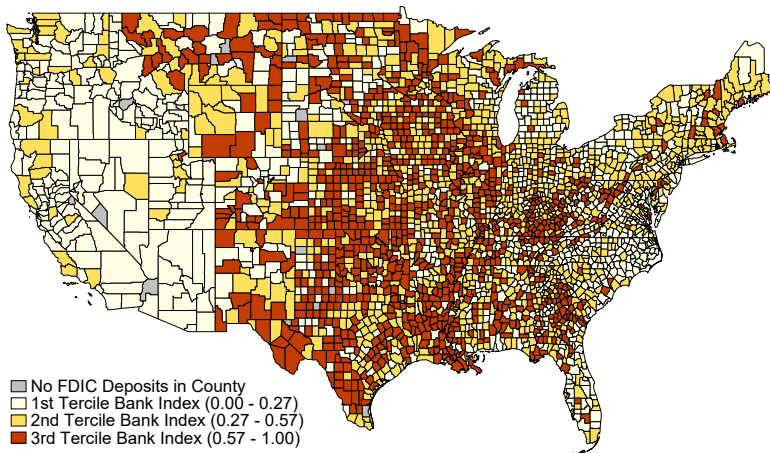 No FDIC Deposits in County
1st Tercile Bank Index (0.00 - 0.27)
2nd Tercile Bank Index (0.27 - 0.57)
3rd Tercile Bank Index (0.57 - 1.00)